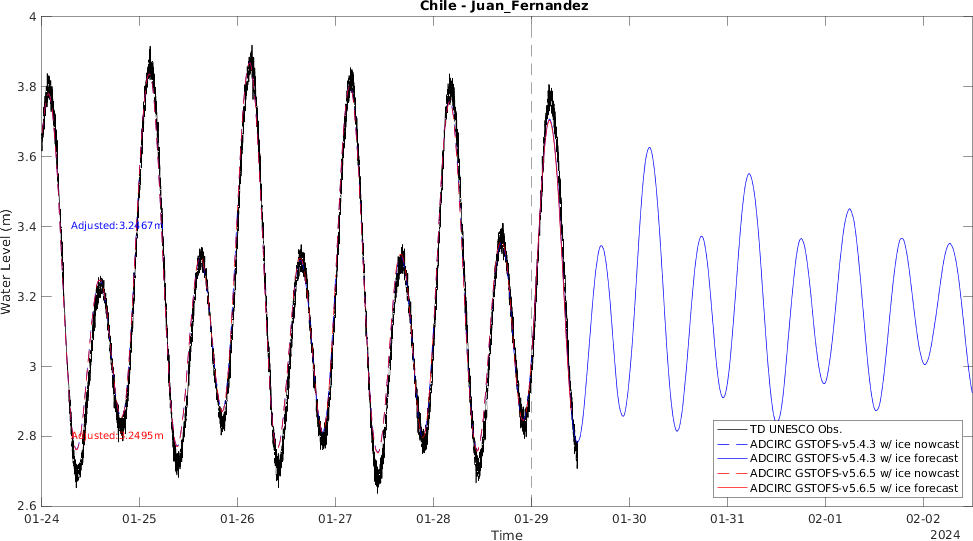 Chile - Juan_Fernandez
Water Level (m)
4
3.8
3.6
3.4
3.2
3
2.8
2.6
Adjusted:3.2467m
Adjusted:3.2495m
TD UNESCO Obs.
ADCIRC GSTOFS-v5.4.3 w/ ice nowcast
ADCIRC GSTOFS-v5.4.3 w/ ice forecast
ADCIRC GSTOFS-v5.6.5 w/ ice nowcast
ADCIRC GSTOFS-v5.6.5 w/ ice forecast
01-24 01-25 01-26 01-27 01-28 01-29 01-30 01-31 02-01 02-02
Time
2024